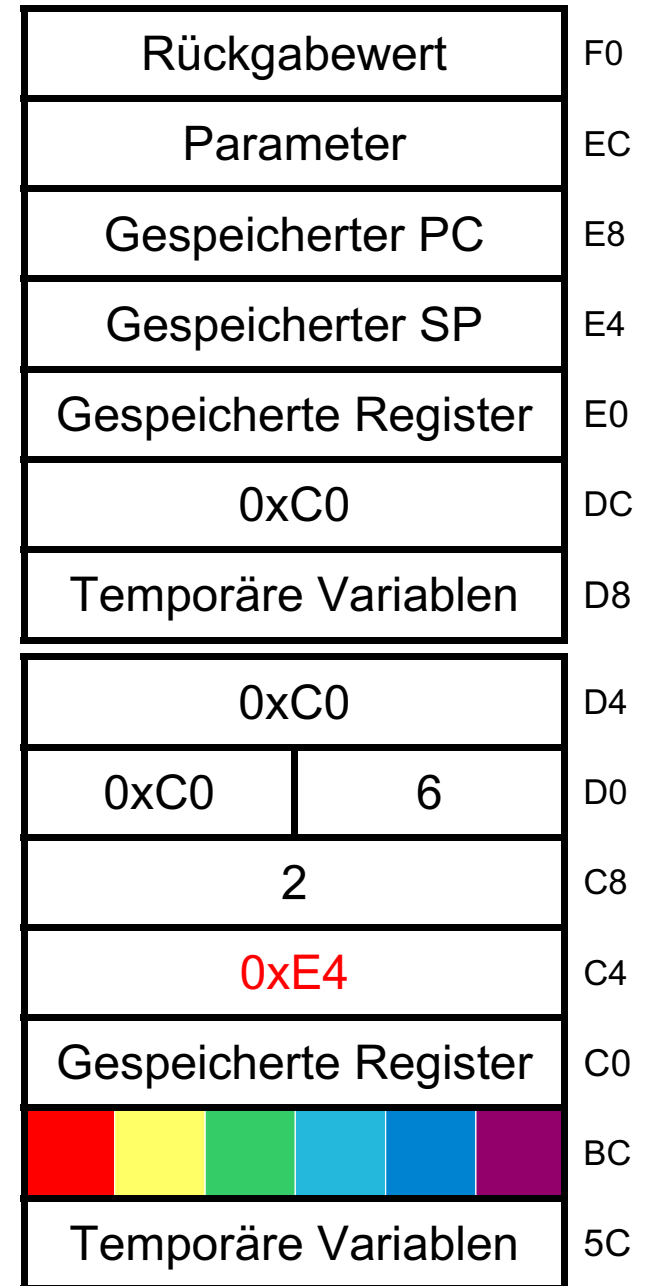 Rückgabewert F0
Parameter EC
Gespeicherter PC E8
Gespeicherter SP E4
Gespeicherte Register E0
0xC0 DC
Temporäre Variablen D8
0xC0 D4
0xC0 6 D0
2 C8
0xE4 C4
Gespeicherte Register C0
BC
Temporäre Variablen 5C